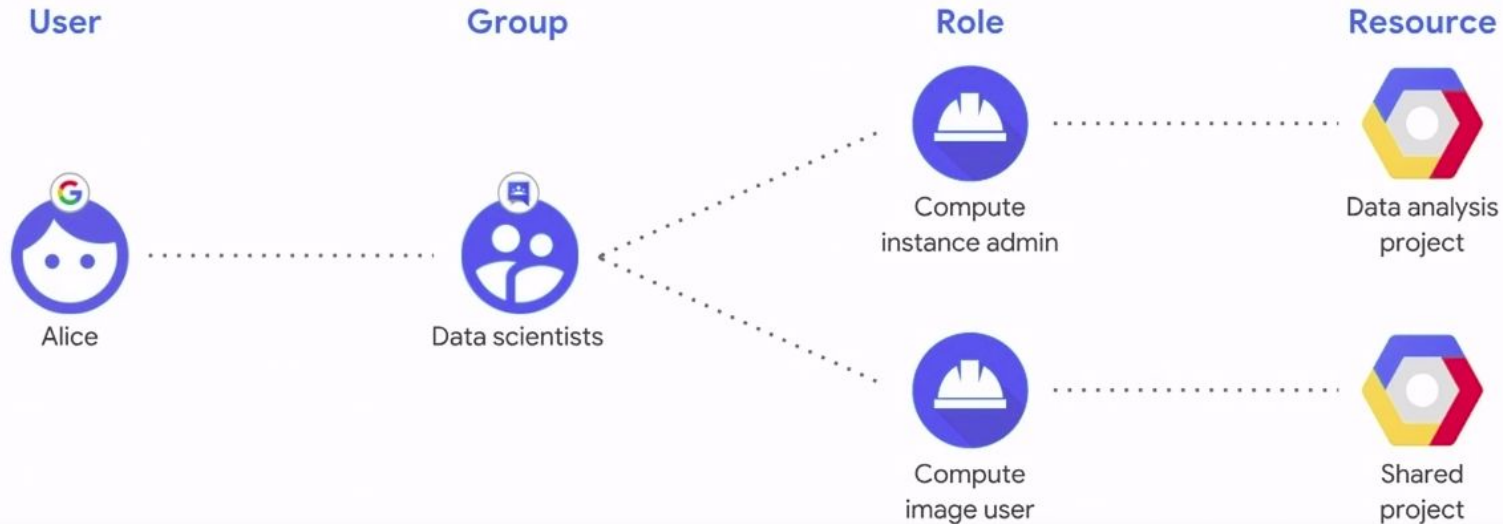 User
Group
Role
Resource
Alice
Data scientists
Compute
instance admin
Data analysis
project
Compute
image user
Shared
project